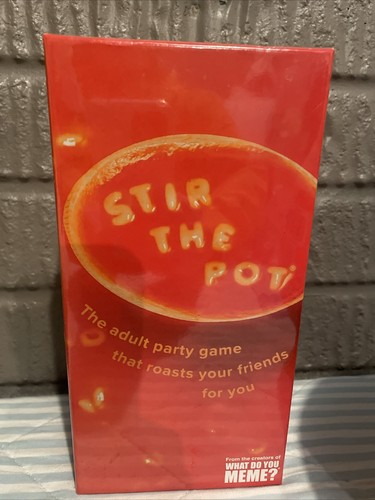 STIR
THE
POT
The adult party game
that roasts your friends
for you
From the creators of
WHAT DO YOU
MEME?